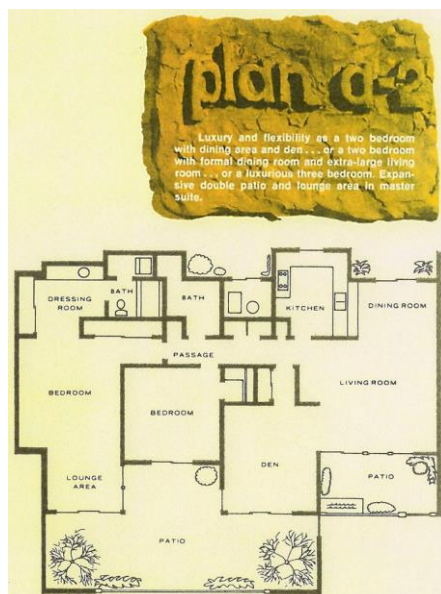 plan a-2
Luxury and flexibility as a two bedroom
with dining area and den . . . or a two bedroom
with formal dining room and extra-large living
room . . . or a luxurious three bedroom. Expan-
sive double patio and lounge area in master
suite.
DRESSING
ROOM
BATH
BATH
KITCHEN
DINING ROOM
PASSAGE
LIVING ROOM
BEDROOM
BEDROOM
DEN
LOUNGE
AREA
PATIO
PATIO